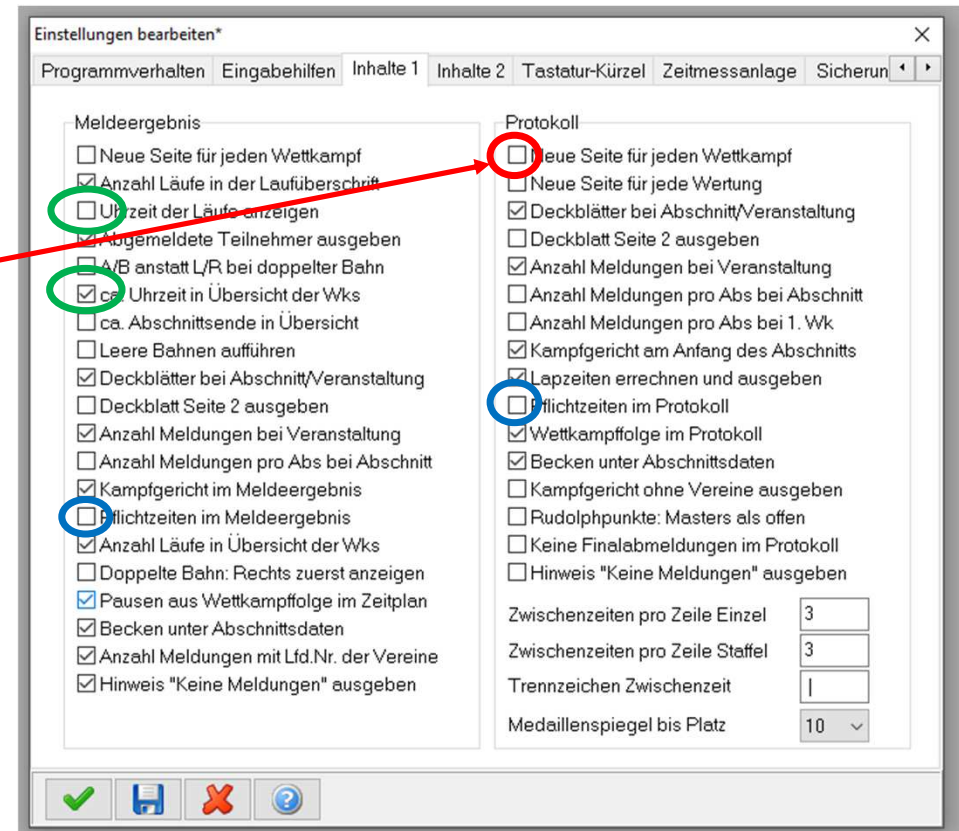 Einstellungen bearbeiten*
Programmverhalten Eingabehilfen Inhalte 1 Inhalte 2 Tastatur-Kürzel Zeitmessanlage Sicherun
Meldeergebnis
Neue Seite für jeden Wettkampf
Anzahl Läufe in der Laufüberschrift
Uhrzeit der Läufe anzeigen
Abgemeldete Teilnehmer ausgeben
A/B anstatt L/R bei doppelter Bahn
ca. Uhrzeit in Übersicht der Wks
ca. Abschnittsende in Übersicht
Leere Bahnen aufführen
Deckblätter bei Abschnitt/Veranstaltung
Deckblatt Seite 2 ausgeben
Anzahl Meldungen bei Veranstaltung
Anzahl Meldungen pro Abs bei Abschnitt
Kampfgericht im Meldeergebnis
Pflichtzeiten im Meldeergebnis
Anzahl Läufe in Übersicht der Wks
Doppelte Bahn: Rechts zuerst anzeigen
Pausen aus Wettkampffolge im Zeitplan
Becken unter Abschnittsdaten
Anzahl Meldungen mit Lfd.Nr. der Vereine
Hinweis "Keine Meldungen" ausgeben
Protokoll
Neue Seite für jeden Wettkampf
Neue Seite für jede Wertung
Deckblätter bei Abschnitt/Veranstaltung
Deckblatt Seite 2 ausgeben
Anzahl Meldungen bei Veranstaltung
Anzahl Meldungen pro Abs bei Abschnitt
Anzahl Meldungen pro Abs bei 1. Wk
Kampfgericht am Anfang des Abschnitts
Lapzeiten errechnen und ausgeben
Pflichtzeiten im Protokoll
Wettkampffolge im Protokoll
Becken unter Abschnittsdaten
Kampfgericht ohne Vereine ausgeben
Rudolphpunkte: Masters als offen
Keine Finalabmeldungen im Protokoll
Hinweis "Keine Meldungen" ausgeben
Zwischenzeiten pro Zeile Einzel 3
Zwischenzeiten pro Zeile Staffel 3
Trennzeichen Zwischenzeit |
Medaillenspiegel bis Platz 10